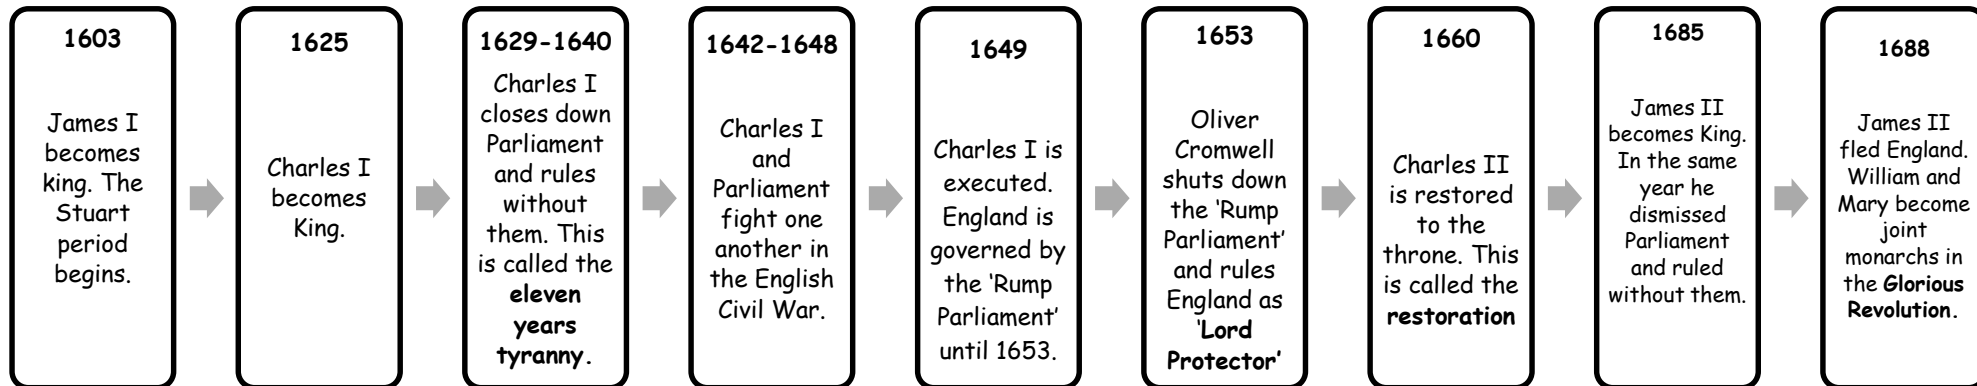 1603
James I
becomes
king. The
Stuart
period
begins.
1625
Charles I
becomes
King.
1629-1640
Charles I
closes down
Parliament
and rules
without
them. This
is called the
eleven
years
tyranny.
1642-1648
Charles I
and
Parliament
fight one
another in
the English
Civil War.
1649
Charles I is
executed.
England is
governed by
the ‘Rump
Parliament’
until 1653.
1653
Oliver
Cromwell
shuts down
the ‘Rump
Parliament’
and rules
England as
‘Lord
Protector’
1660
Charles II
is restored
to the
throne. This
is called the
restoration
1685
James II
becomes King.
In the same
year he
dismissed
Parliament
and ruled
without them.
1688
James II
fled England.
William and
Mary become
joint
monarchs in
the Glorious
Revolution.